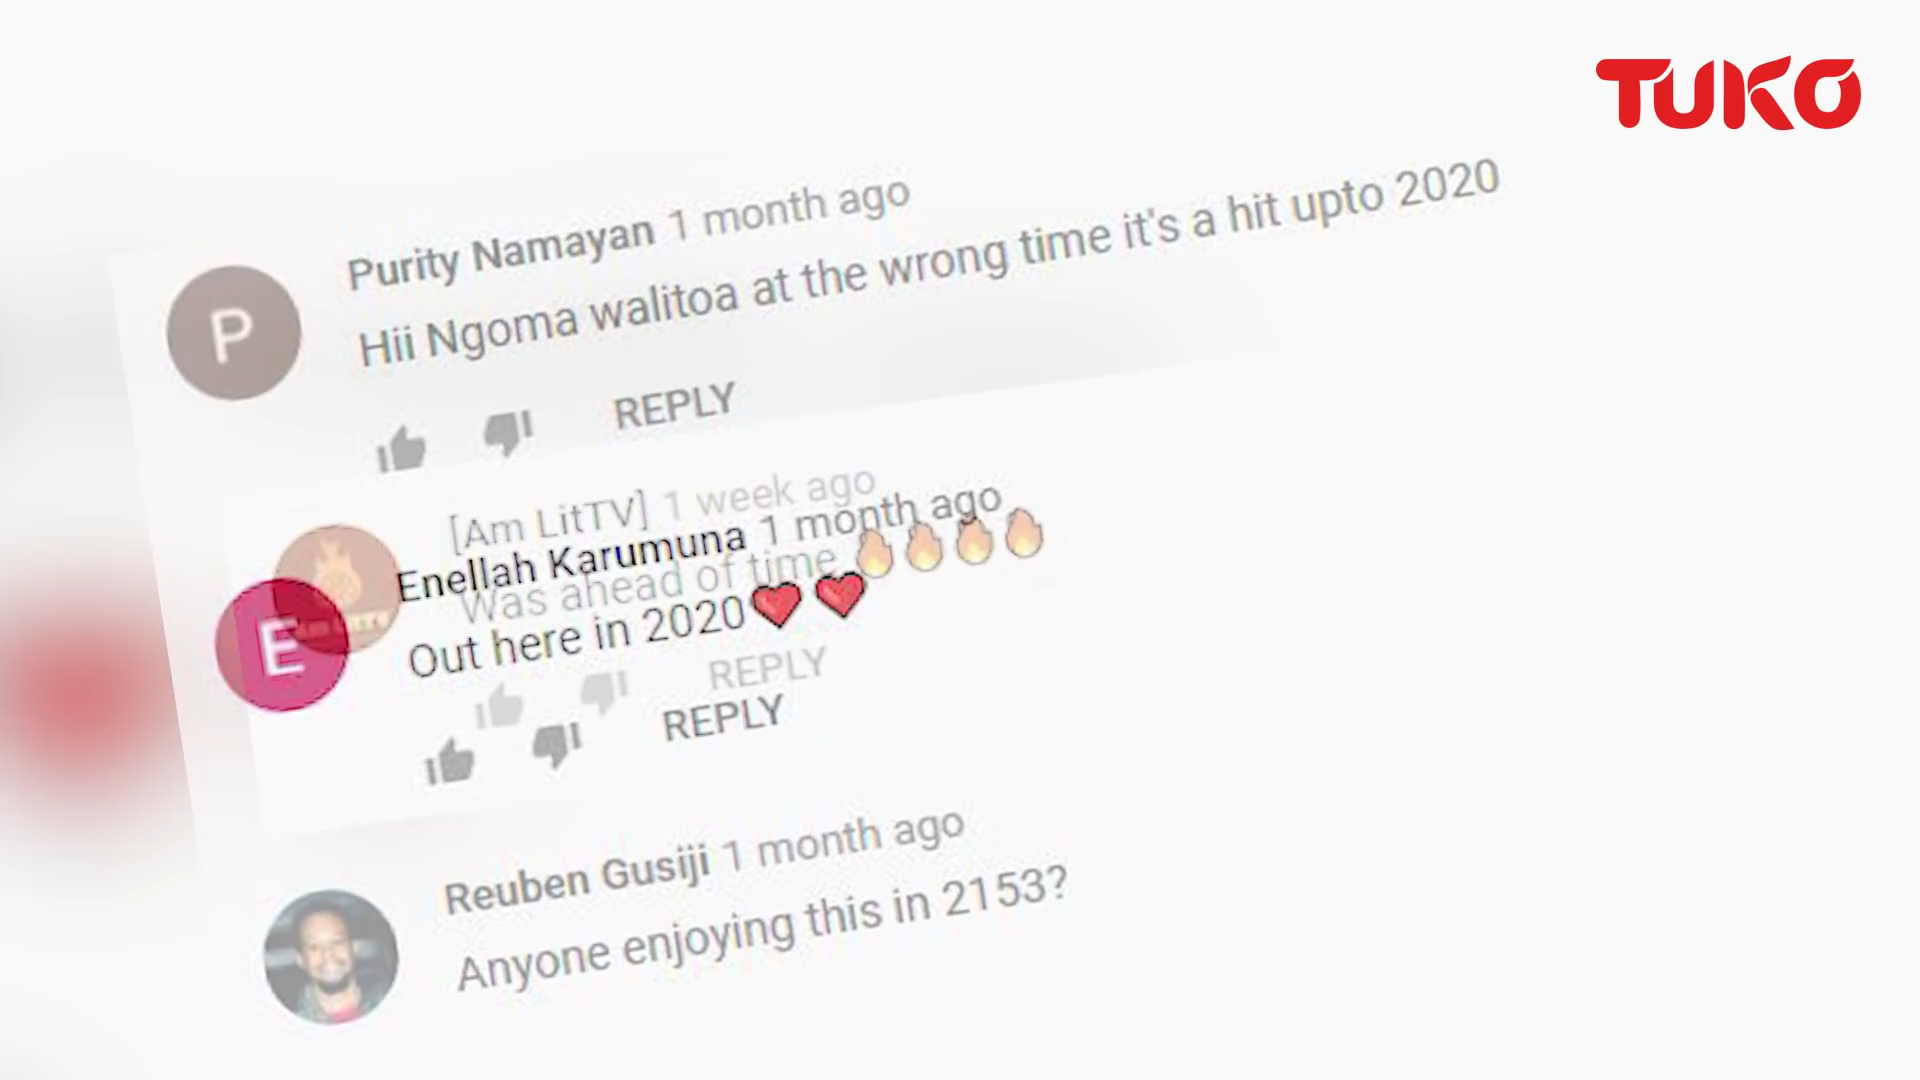 TUKO
Purity Namayan 1 month ago
Hii Ngoma walitoa at the wrong time it's a hit upto 2020
P
REPLY
[Am LitTV] 1 week ago
Was ahead of time 🔥🔥🔥🔥
REPLY
Enellah Karumuna 1 month ago
E
Out here in 2020❤️ ❤️
REPLY
Reuben Gusiji 1 month ago
Anyone enjoying this in 2153?